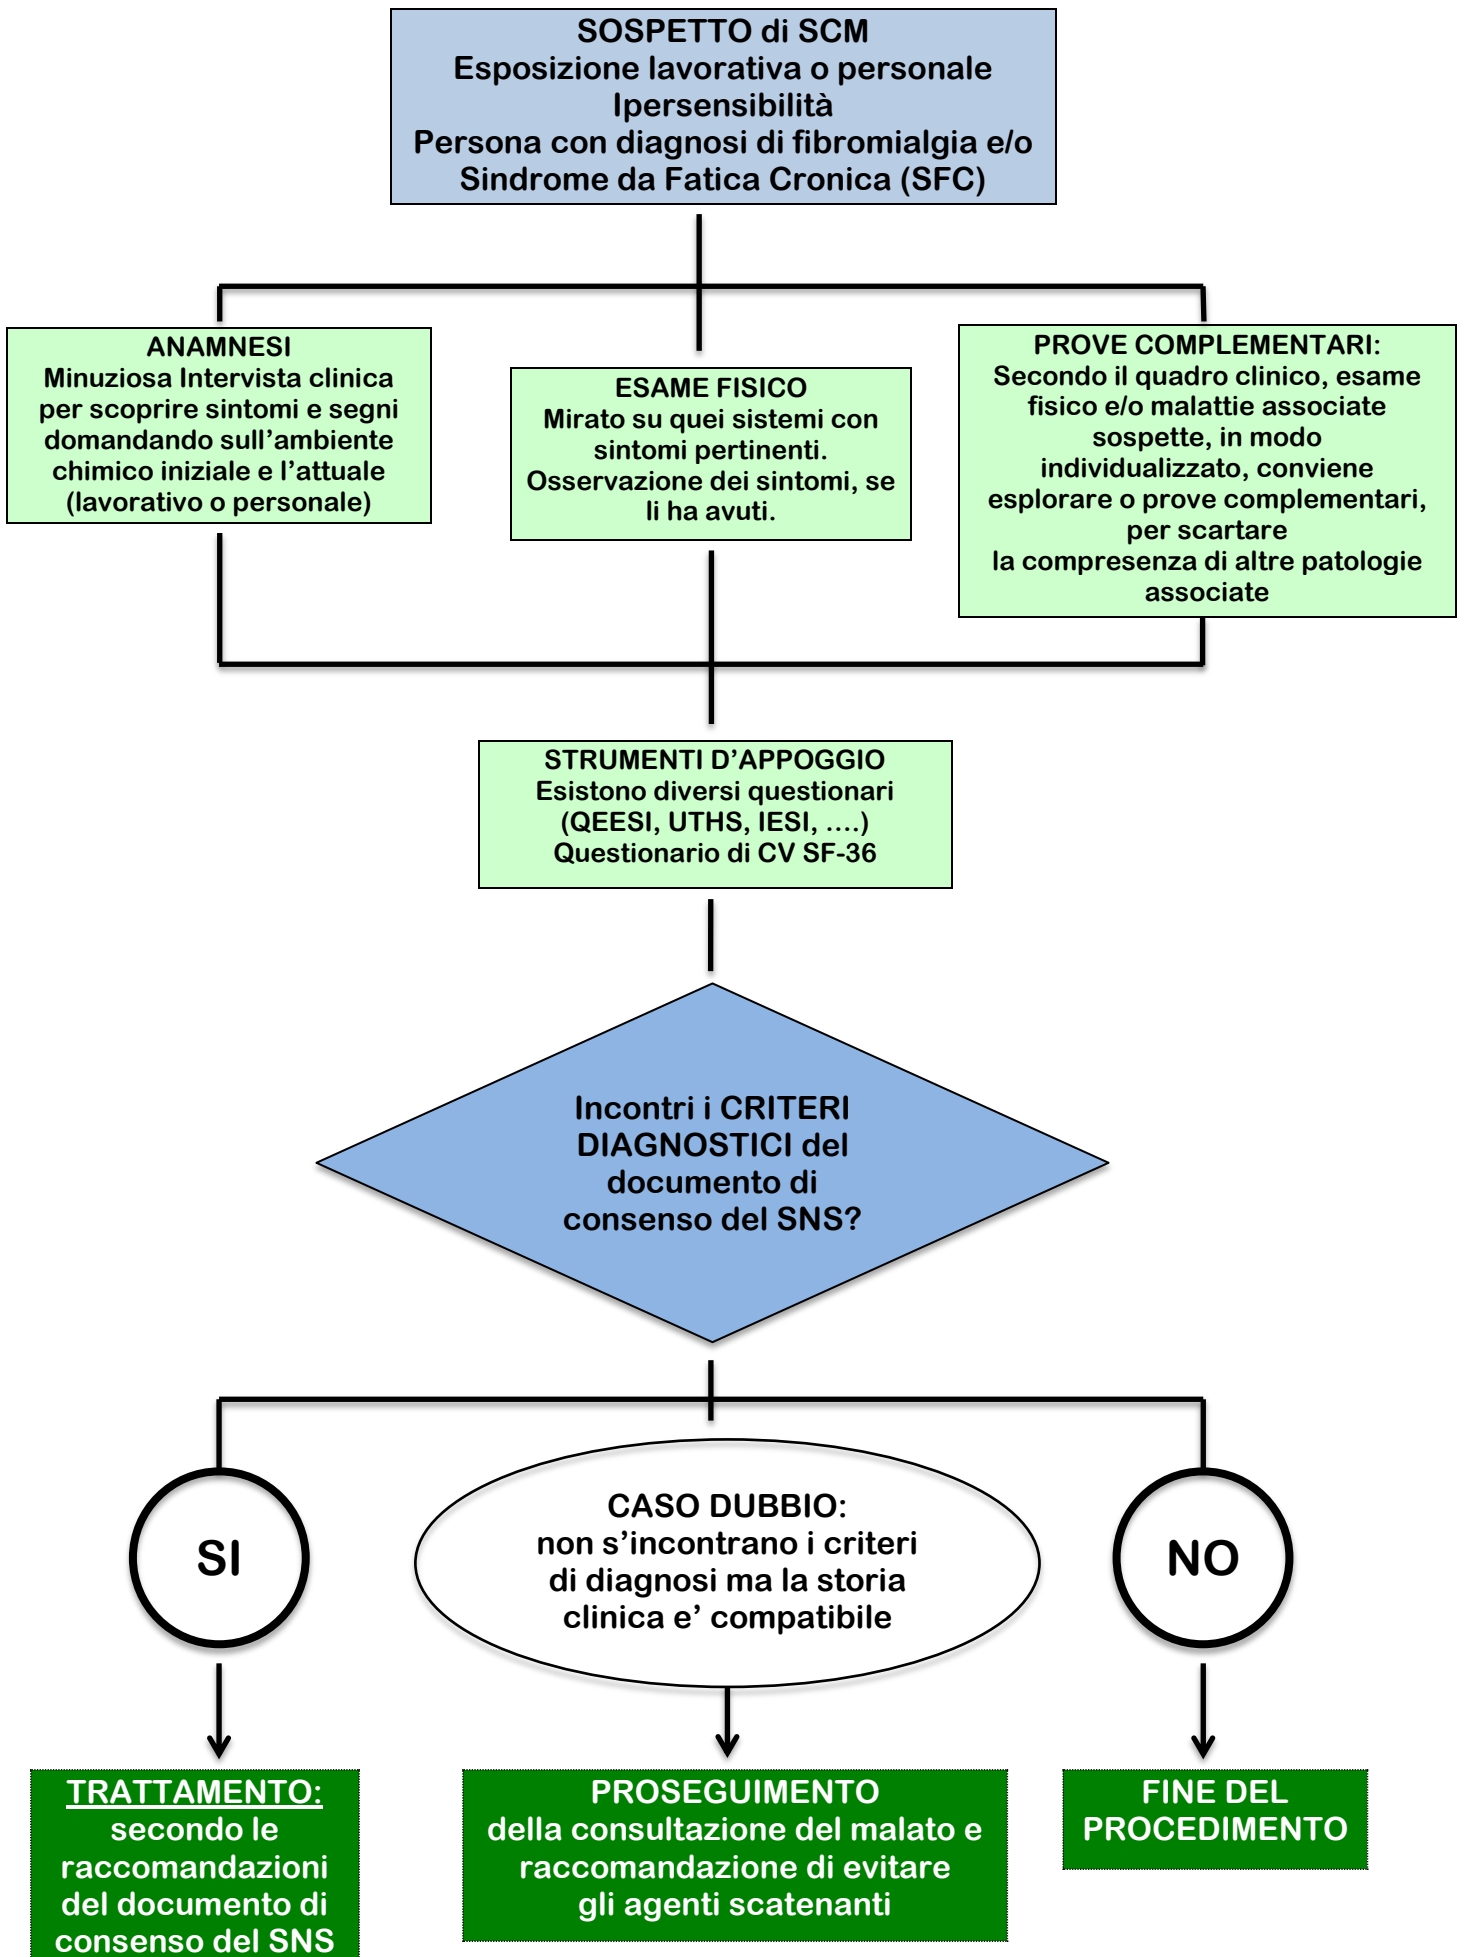 SOSPETTO di SCM
Esposizione lavorativa o personale
Ipersensibilità
Persona con diagnosi di fibromialgia e/o
Sindrome da Fatica Cronica (SFC)
ANAMNESI
Minuziosa Intervista clinica
per scoprire sintomi e segni
domandando sull’ambiente
chimico iniziale e l’attuale
(lavorativo o personale)
ESAME FISICO
Mirato su quei sistemi con
sintomi pertinenti.
Osservazione dei sintomi, se
li ha avuti.
PROVE COMPLEMENTARI:
Secondo il quadro clinico, esame
fisico e/o malattie associate
sospette, in modo
individualizzato, conviene
esplorare o prove complementari,
per scartare
la compresenza di altre patologie
associate
STRUMENTI D’APPOGGIO
Esistono diversi questionari
(QEESI, UTHS, IESI, ....)
Questionario di CV SF-36
Incontri i CRITERI
DIAGNOSTICI del
documento di
consenso del SNS?
SI
CASO DUBBIO:
non s’incontrano i criteri
di diagnosi ma la storia
clinica e’ compatibile
NO
TRATTAMENTO:
secondo le
raccomandazioni
del documento di
consenso del SNS
PROSEGUIMENTO
della consultazione del malato e
raccomandazione di evitare
gli agenti scatenanti
FINE DEL
PROCEDIMENTO